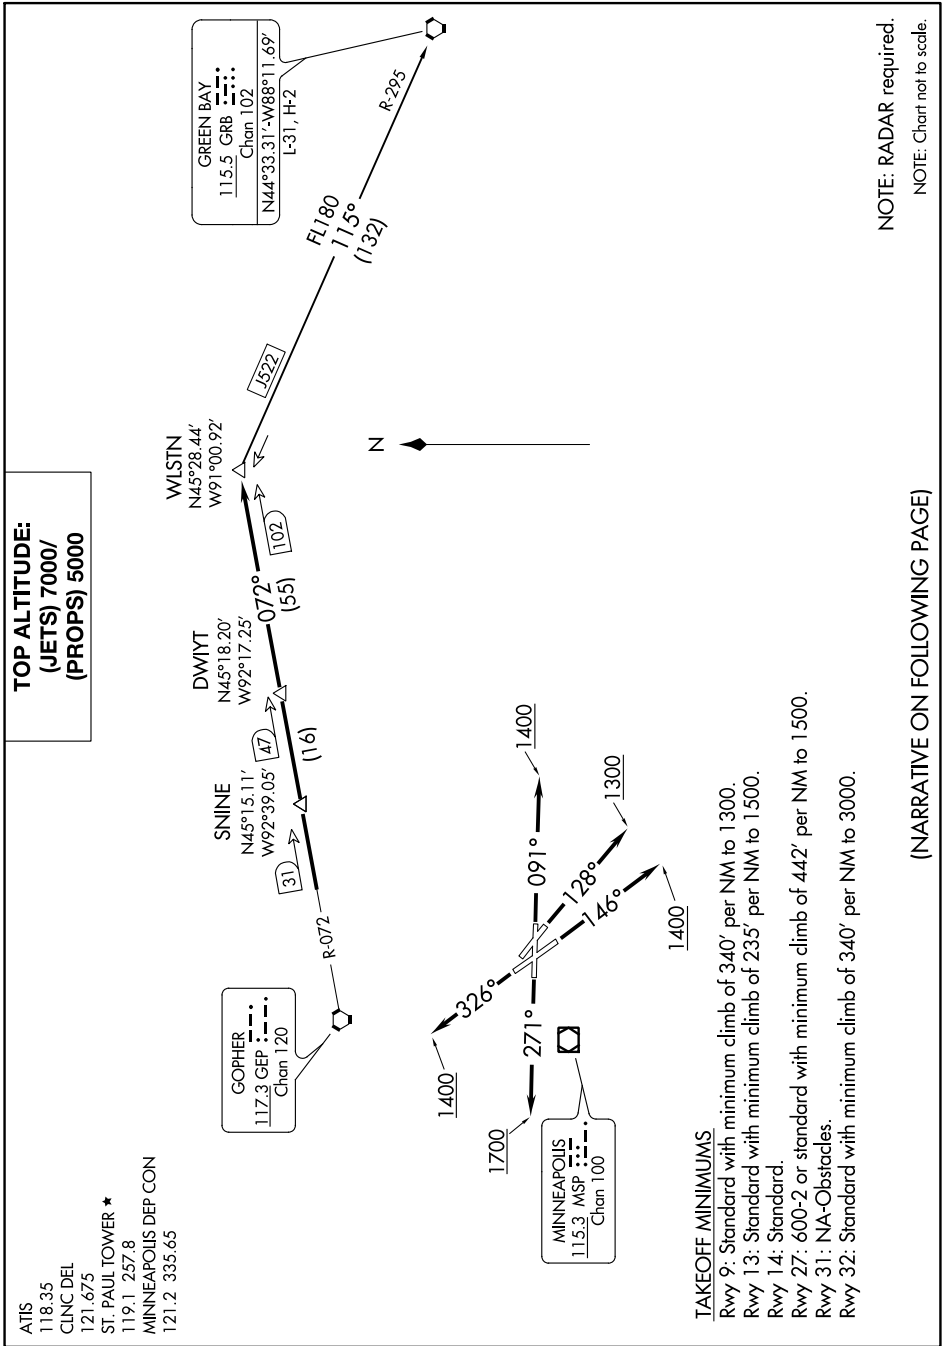 ATIS
118.35
CLNC DEL
121.675
ST. PAUL TOWER ★
119.1 257.8
MINNEAPOLIS DEP CON
121.2 335.65
TOP ALTITUDE:
(JETS) 7000/
(PROPS) 5000
GOPHER
117.3 GEP
Chan 120
R-072
31
SNINE
N45°15.11'
W92°39.05'
47
(16)
DWIYT
N45°18.20'
W92°17.25'
072°
(55)
102
WLSTN
N45°28.44'
W91°00.92'
J522
FL180
115°
(132)
R-295
GREEN BAY
115.5 GRB
Chan 102
N44°33.31'-W88°11.69'
L-31, H-2
N
1400
326°
1700
271°
091°
1400
128°
1300
146°
1400
MINNEAPOLIS
115.3 MSP
Chan 100
TAKEOFF MINIMUMS
Rwy 9: Standard with minimum climb of 340' per NM to 1300.
Rwy 13: Standard with minimum climb of 235' per NM to 1500.
Rwy 14: Standard.
Rwy 27: 600-2 or standard with minimum climb of 442' per NM to 1500.
Rwy 31: NA-Obstacles.
Rwy 32: Standard with minimum climb of 340' per NM to 3000.
NOTE: RADAR required.
NOTE: Chart not to scale.
(NARRATIVE ON FOLLOWING PAGE)